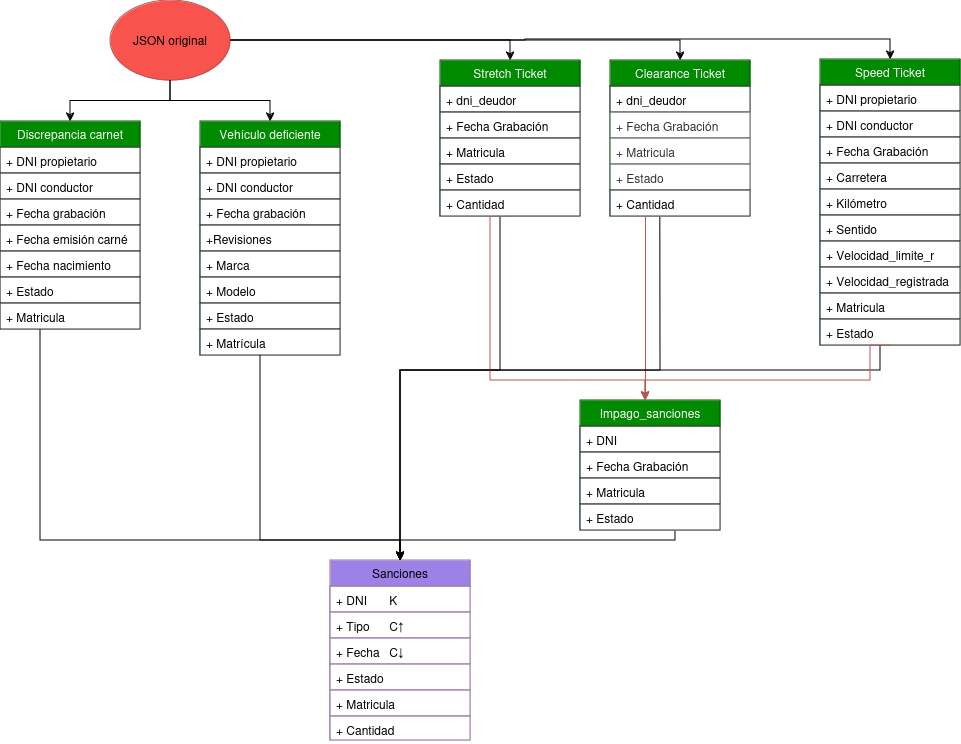 JSON original
Discrepancia carnet
+ DNI propietario
+ DNI conductor
+ Fecha grabación
+ Fecha emisión carné
+ Fecha nacimiento
+ Estado
+ Matricula
Vehículo deficiente
+ DNI propietario
+ DNI conductor
+ Fecha grabación
+Revisiones
+ Marca
+ Modelo
+ Estado
+ Matrícula
Stretch Ticket
+ dni_deudor
+ Fecha Grabación
+ Matricula
+ Estado
+ Cantidad
Clearance Ticket
+ dni_deudor
+ Fecha Grabación
+ Matricula
+ Estado
+ Cantidad
Speed Ticket
+ DNI propietario
+ DNI conductor
+ Fecha Grabación
+ Carretera
+ Kilómetro
+ Sentido
+ Velocidad_limite_r
+ Velocidad_registrada
+ Matricula
+ Estado
Impago_sanciones
+ DNI
+ Fecha Grabación
+ Matricula
+ Estado
Sanciones
+ DNI K
+ Tipo C↑
+ Fecha C↓
+ Estado
+ Matricula
+ Cantidad